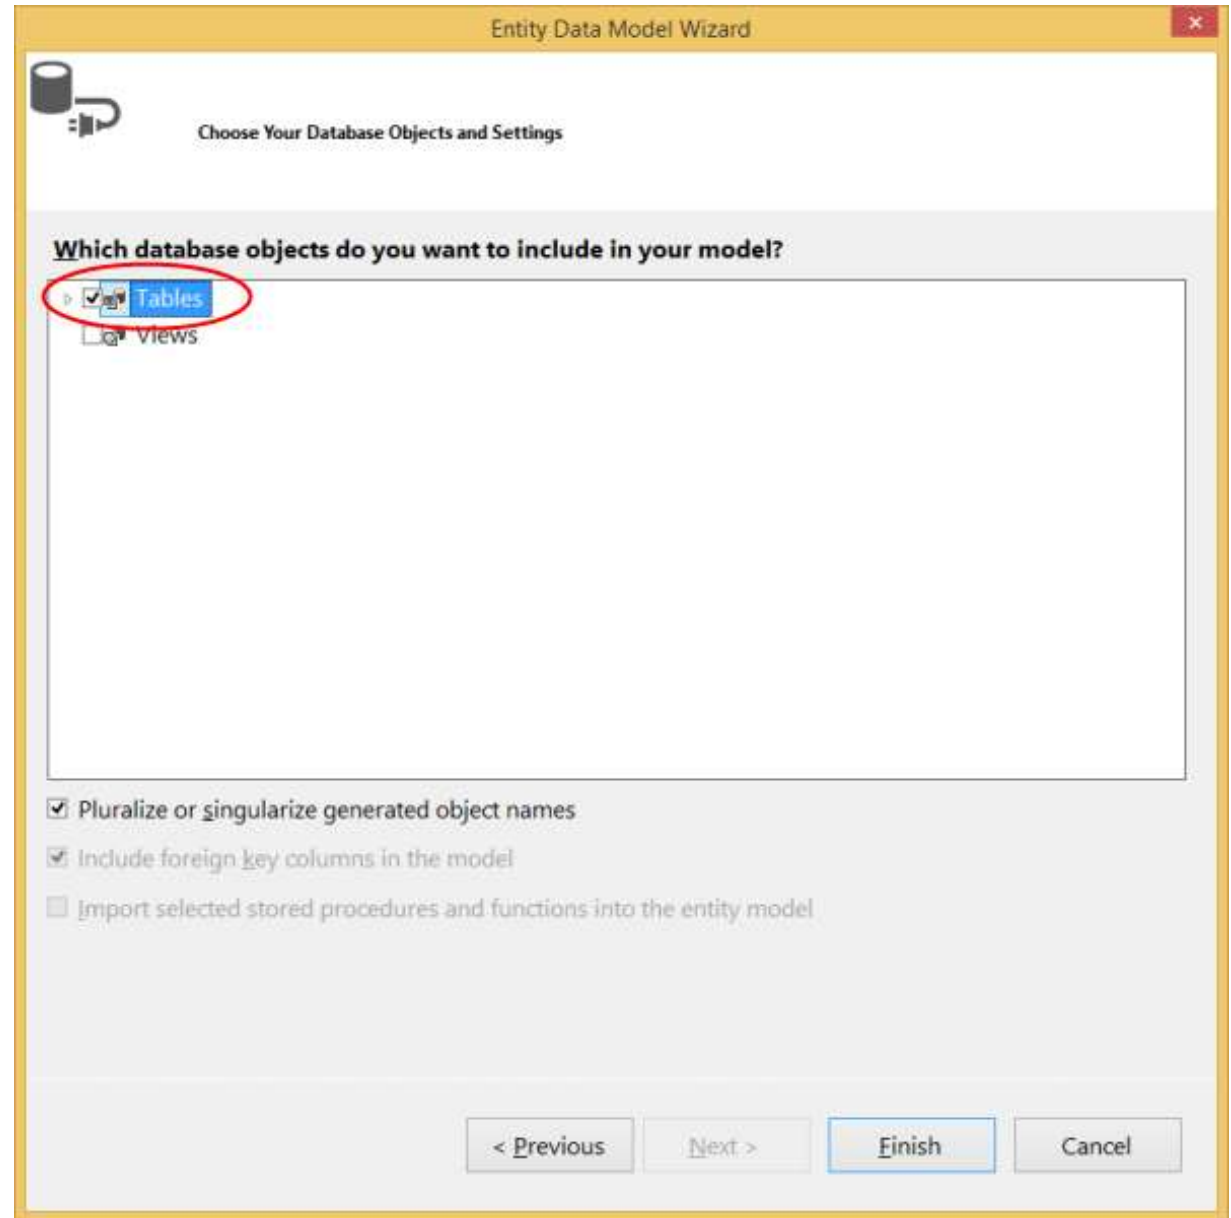 Entity Data Model Wizard
Choose Your Database Objects and Settings
Which database objects do you want to include in your model?
Tables
Views
Pluralize or singularize generated object names
Include foreign key columns in the model
Import selected stored procedures and functions into the entity model
< Previous
Next >
Finish
Cancel